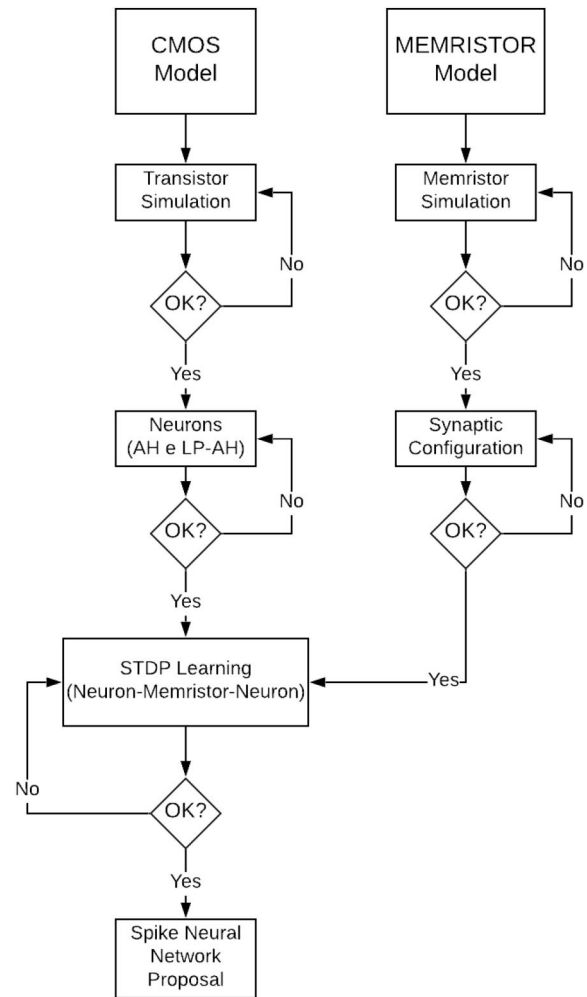 CMOS
Model
MEMRISTOR
Model
Transistor
Simulation
Memristor
Simulation
No
No
OK?
OK?
Yes
Yes
Neurons
(AH e LP-AH)
Synaptic
Configuration
No
No
OK?
OK?
Yes
STDP Learning
(Neuron-Memristor-Neuron)
Yes
No
OK?
Yes
Spike Neural
Network
Proposal